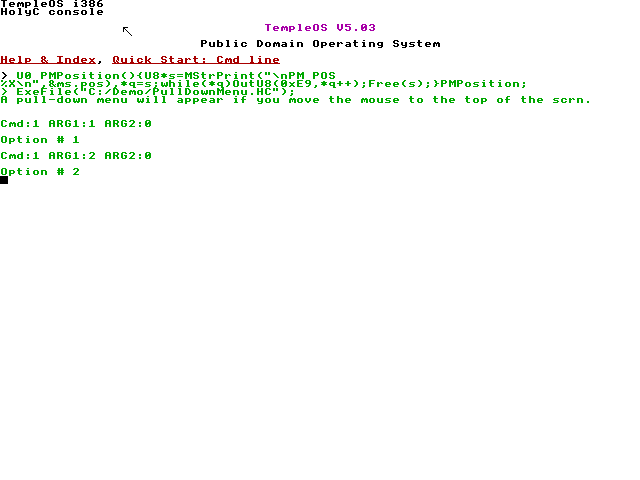 TempleOS i386
HolyC console
TempleOS V5.03
Public Domain Operating System
Help & Index, Quick Start: Cmd line
> U0 PMPosition(){U8*s=MStrPrint("\nPM POS
%X\n",&ms.pos),*q=s;while(*q)OutU8(0xE9,*q++);Free(s);}PMPosition;
> ExeFile("C:/Demo/PullDownMenu.HC");
A pull-down menu will appear if you move the mouse to the top of the scrn.
Cmd:1 ARG1:1 ARG2:0
Option # 1
Cmd:1 ARG1:2 ARG2:0
Option # 2